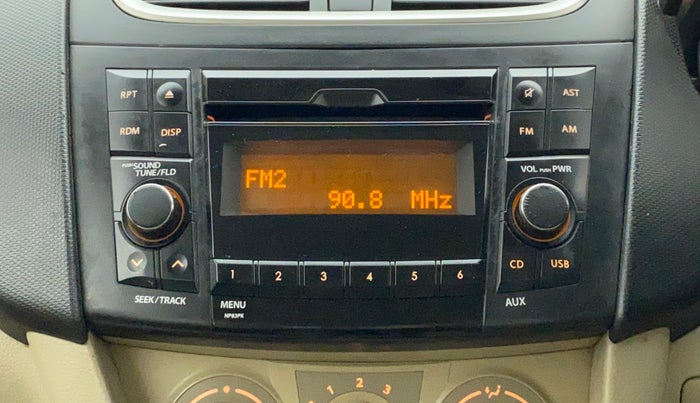 RPT
RDM DISP
PUSH SOUND
TUNE/FLD
SEEK/TRACK
FM2
90.8 MHz
1 2 3 4 5 6
MENU
NP83PK
AST
FM AM
VOL PUSH PWR
CD USB
AUX
1 2 3